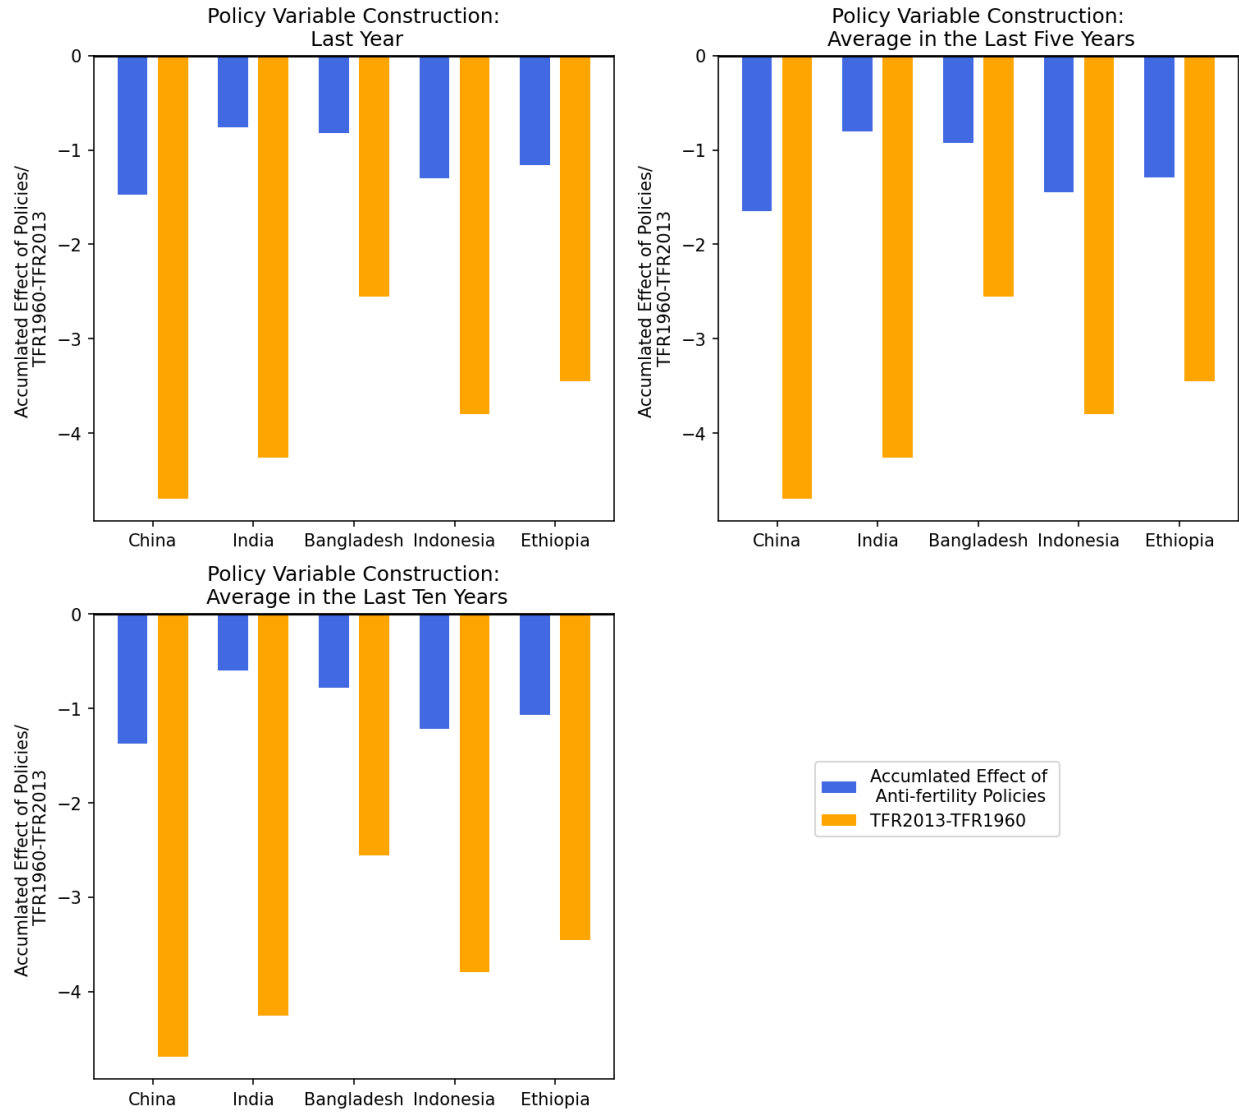 Policy Variable Construction:
Last Year
Accumlated Effect of Policies/
TFR1960-TFR2013
0
−1
−2
−3
−4
China India Bangladesh Indonesia Ethiopia
Policy Variable Construction:
Average in the Last Five Years
Accumlated Effect of Policies/
TFR1960-TFR2013
0
−1
−2
−3
−4
China India Bangladesh Indonesia Ethiopia
Policy Variable Construction:
Average in the Last Ten Years
Accumlated Effect of Policies/
TFR1960-TFR2013
0
−1
−2
−3
−4
China India Bangladesh Indonesia Ethiopia
Accumlated Effect of
Anti-fertility Policies
TFR2013-TFR1960